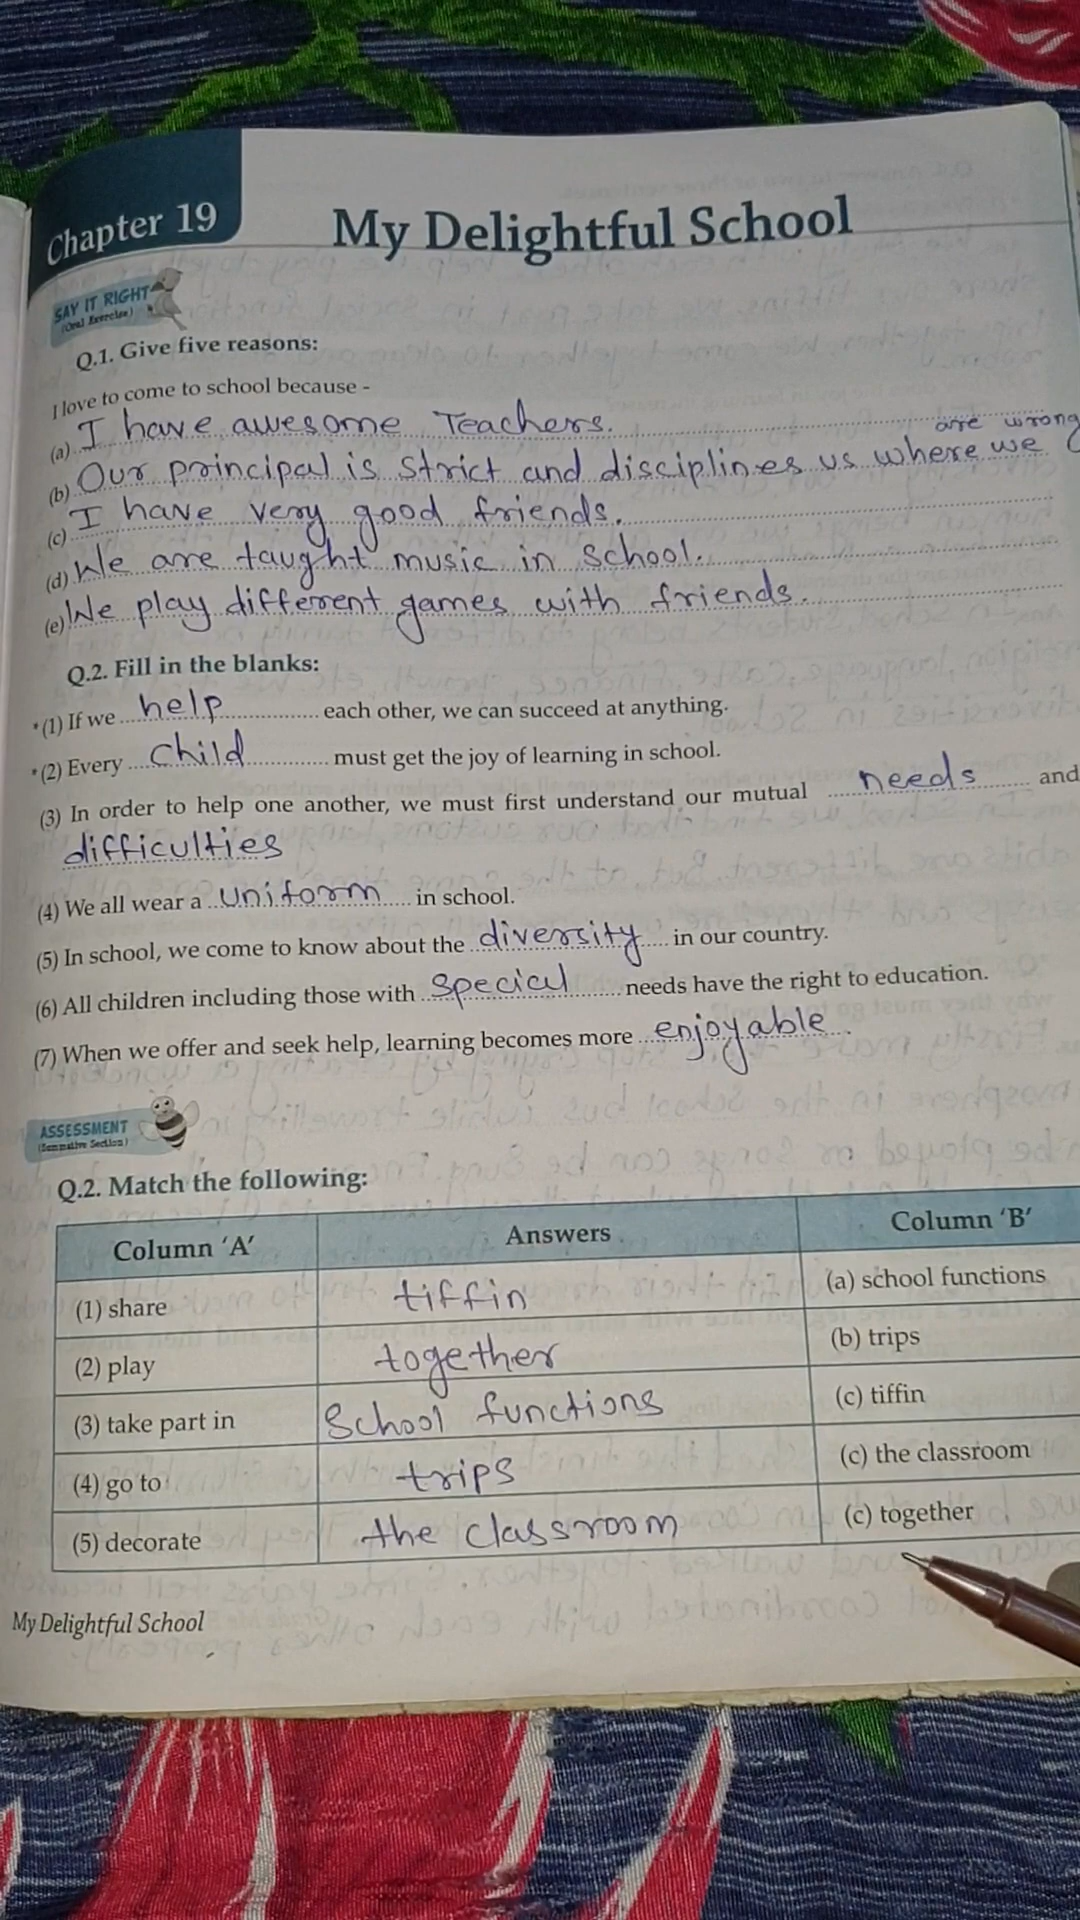 Chapter 19
My Delightful School
SAY IT RIGHT
(Oral Exercise)
Q.1. Give five reasons:
I love to come to school because -
(a) I have awesome Teachers.
are wrong
(b) Our principal is strict and disciplines us where we
(c) I have very good friends.
(d) We are taught music in school.
(e) We play different games with friends.
Q.2. Fill in the blanks:
*(1) If we help each other, we can succeed at anything.
*(2) Every child must get the joy of learning in school.
(3) In order to help one another, we must first understand our mutual needs and
difficulties
(4) We all wear a uniform in school.
(5) In school, we come to know about the diversity in our country.
(6) All children including those with special needs have the right to education.
(7) When we offer and seek help, learning becomes more enjoyable.
ASSESSMENT
(Summative Section)
Q.2. Match the following:
Column 'A' Answers Column 'B'
(1) share tiffin (a) school functions
(2) play together (b) trips
(3) take part in School functions (c) tiffin
(4) go to trips (c) the classroom
(5) decorate the classroom (c) together
My Delightful School